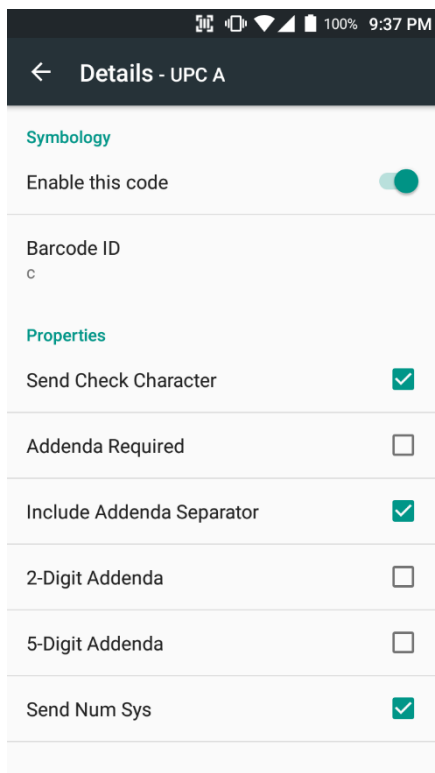 100% 9:37 PM
Details - UPC A
Symbology
Enable this code
Barcode ID
c
Properties
Send Check Character
Addenda Required
Include Addenda Separator
2-Digit Addenda
5-Digit Addenda
Send Num Sys